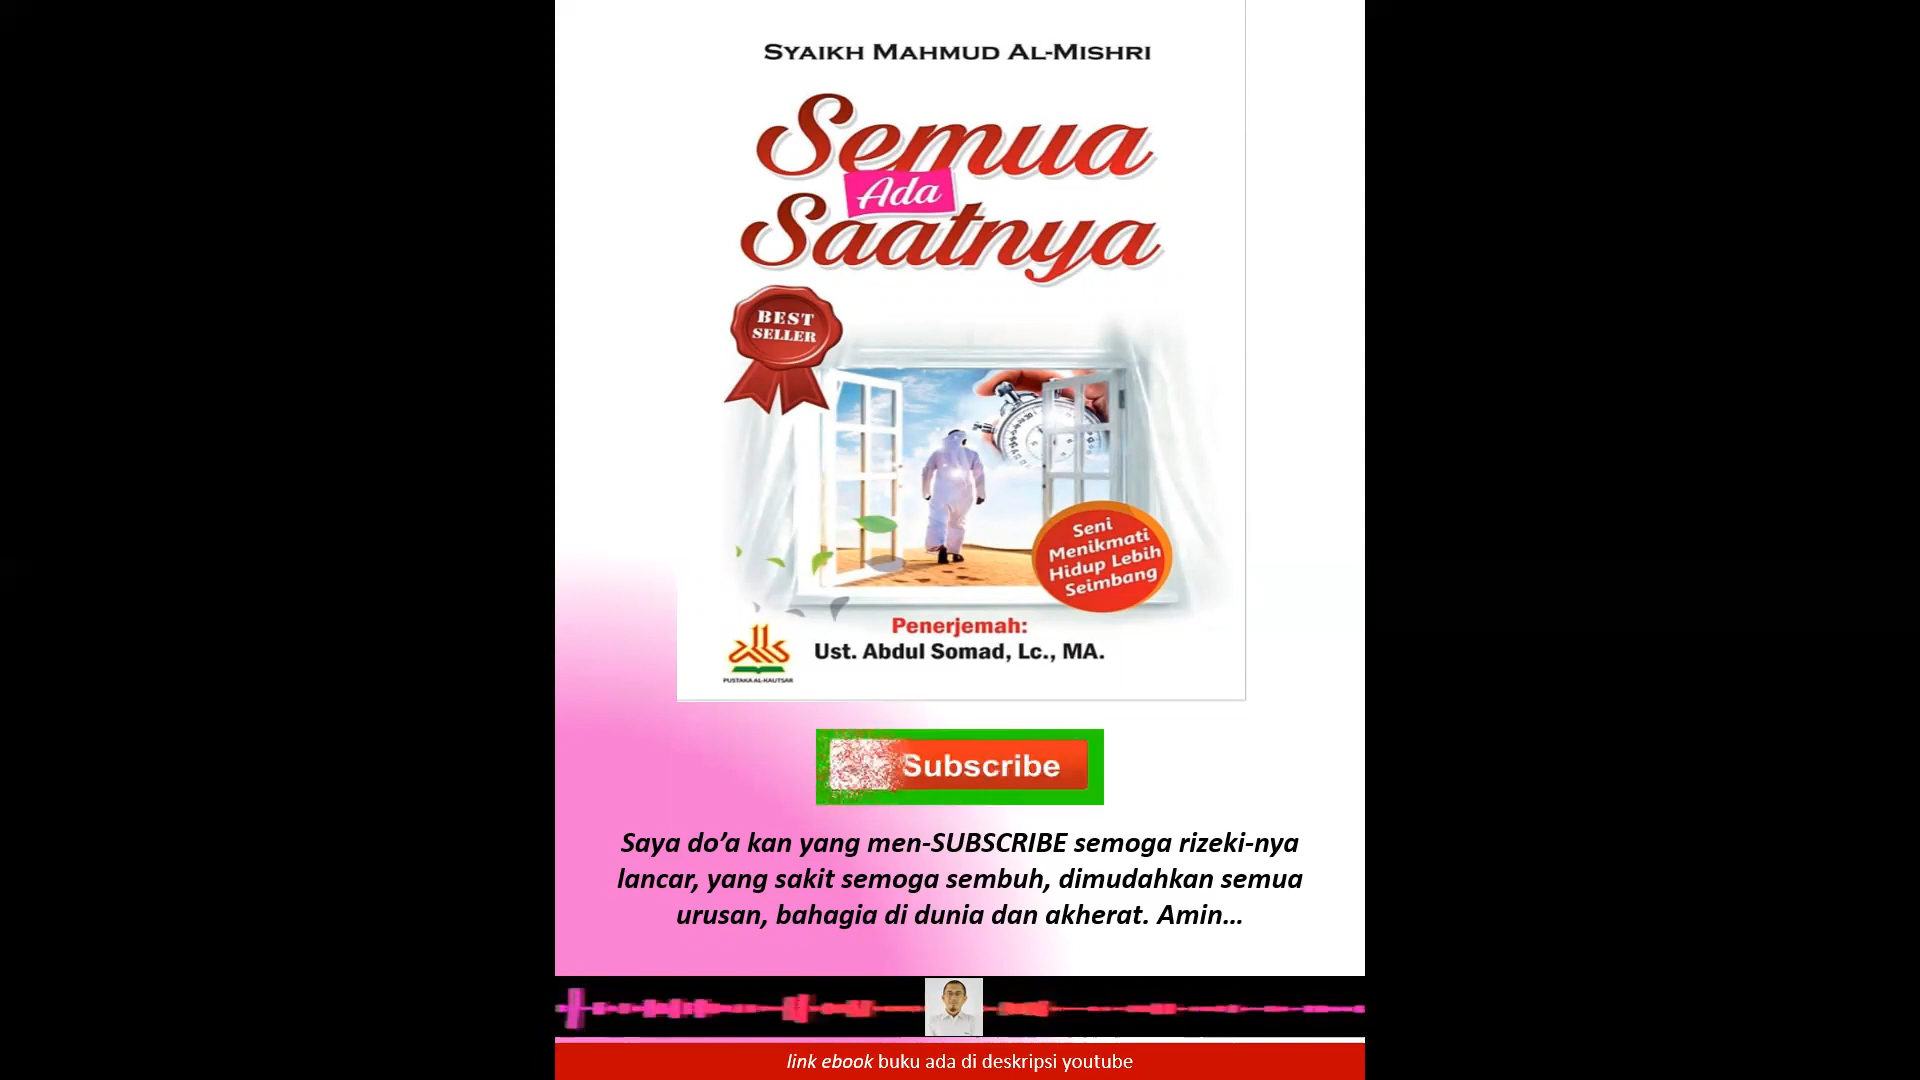 SYAIKH MAHMUD AL-MISHRI
Semua
Ada
Saatnya
BEST
SELLER
Seni
Menikmati
Hidup Lebih
Seimbang
Penerjemah:
Ust. Abdul Somad, Lc., MA.
PUSTAKA AL-KAUTSAR
Subscribe
Saya do’a kan yang men-SUBSCRIBE semoga rizeki-nya
lancar, yang sakit semoga sembuh, dimudahkan semua
urusan, bahagia di dunia dan akherat. Amin...
link ebook buku ada di deskripsi youtube